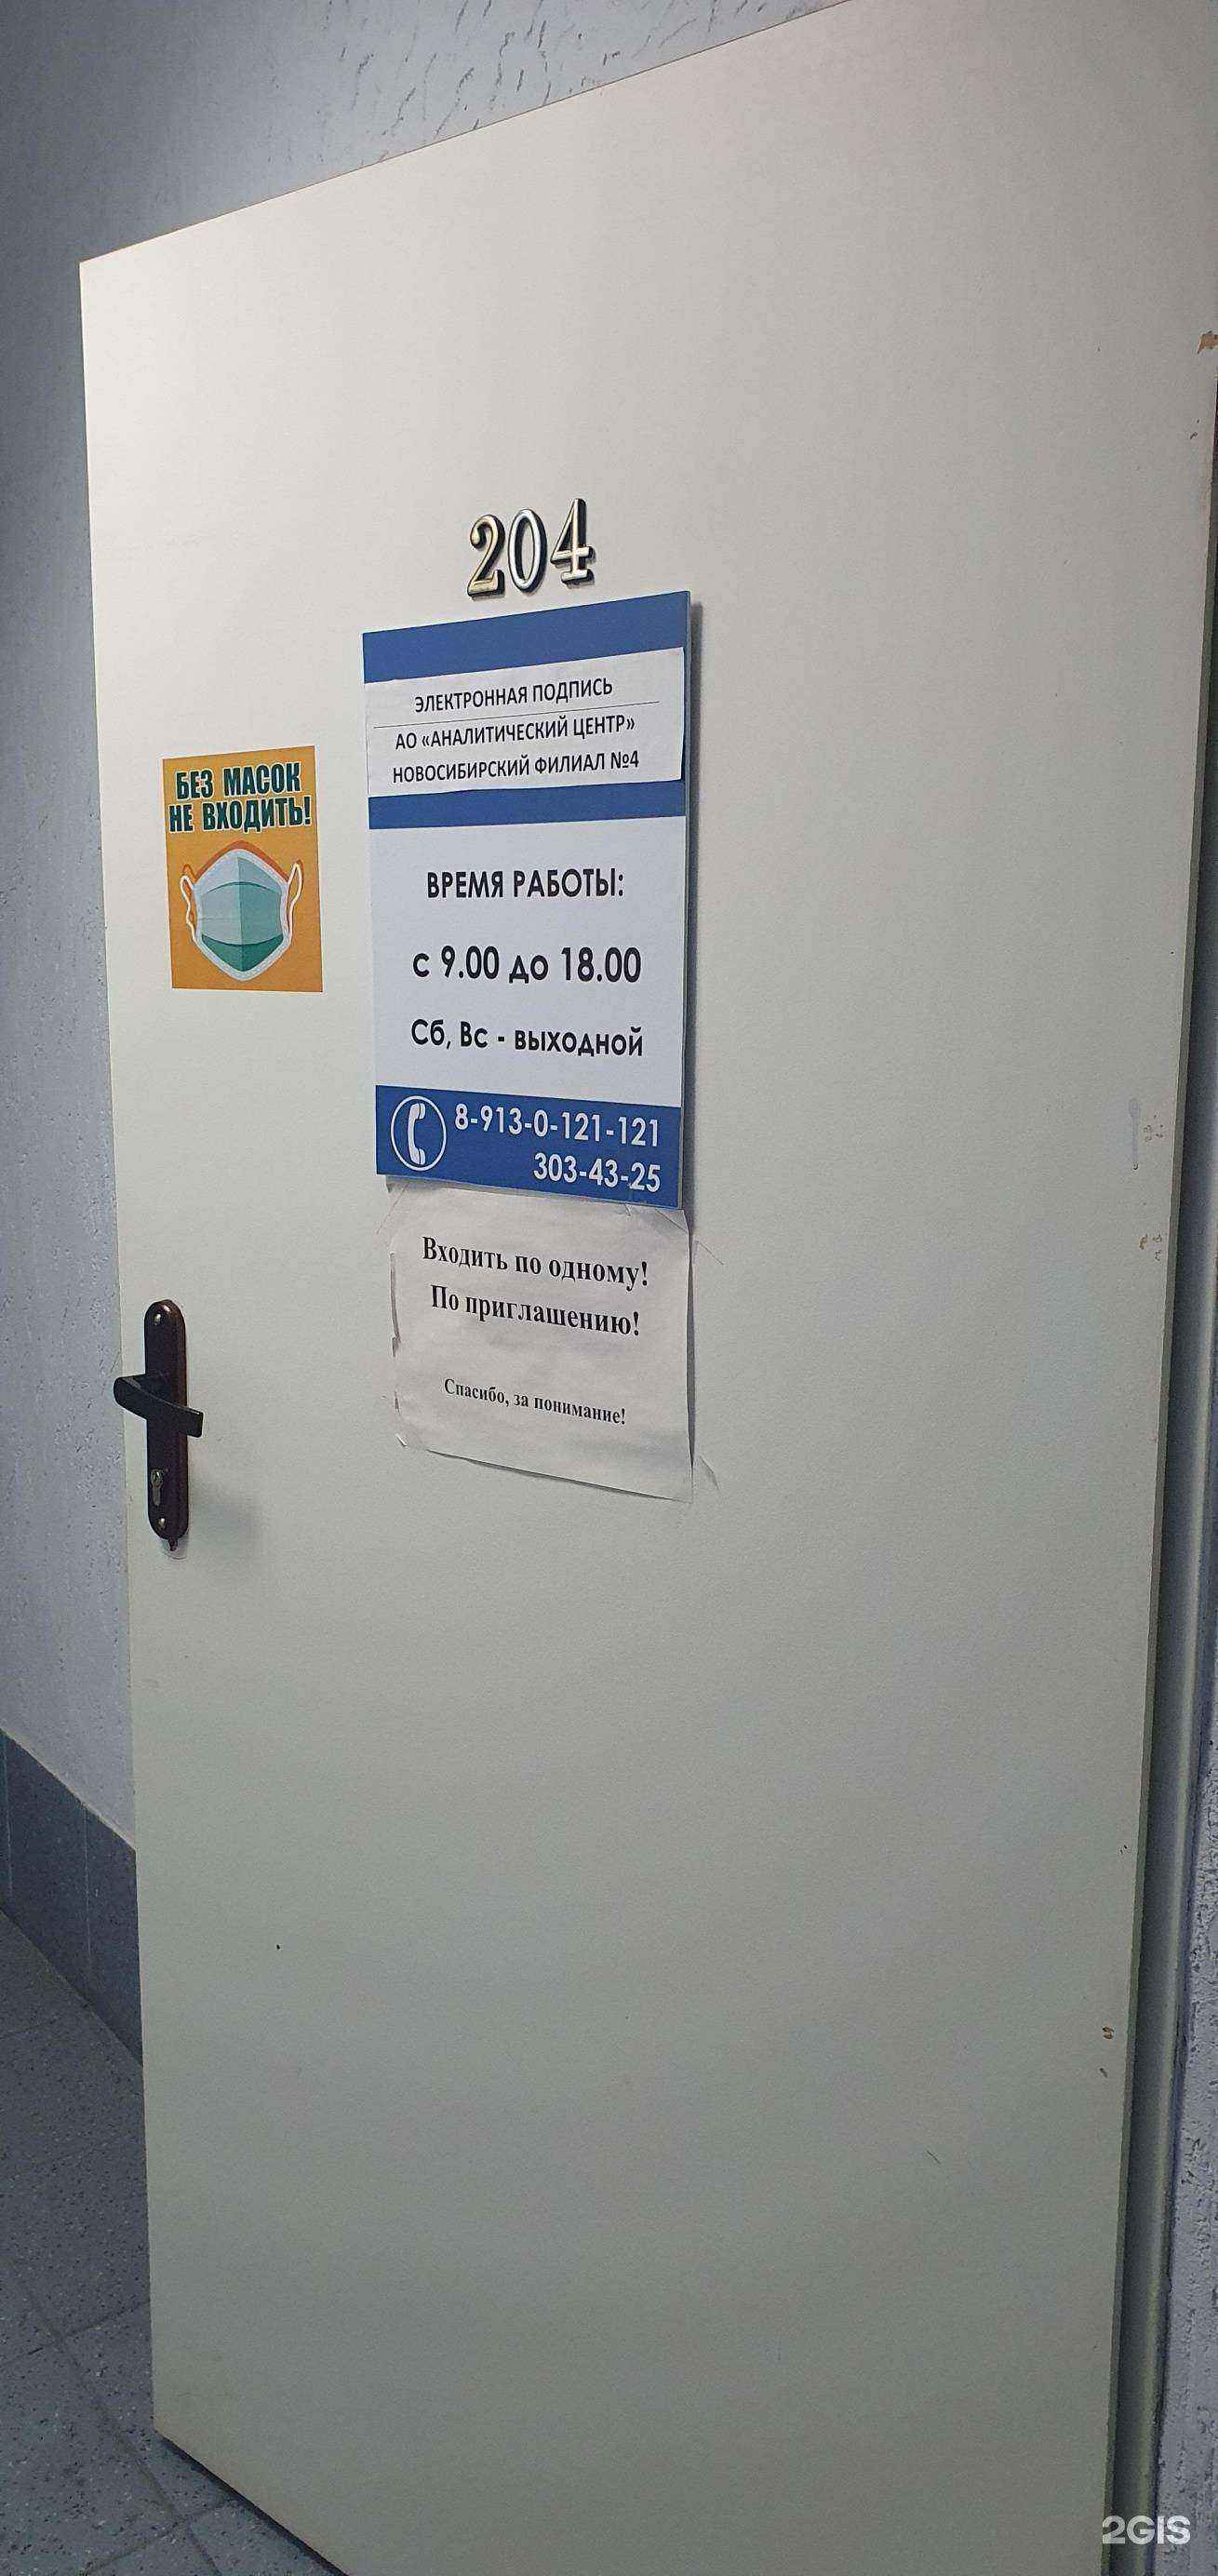 204
ЭЛЕКТРОННАЯ ПОДПИСЬ
АО «АНАЛИТИЧЕСКИЙ ЦЕНТР»
НОВОСИБИРСКИЙ ФИЛИАЛ №4
БЕЗ МАСОК
НЕ ВХОДИТЬ!
ВРЕМЯ РАБОТЫ:
с 9.00 до 18.00
Сб, Вс - выходной
8-913-0-121-121
303-43-25
Входить по одному!
По приглашению!
Спасибо, за понимание!
2GIS